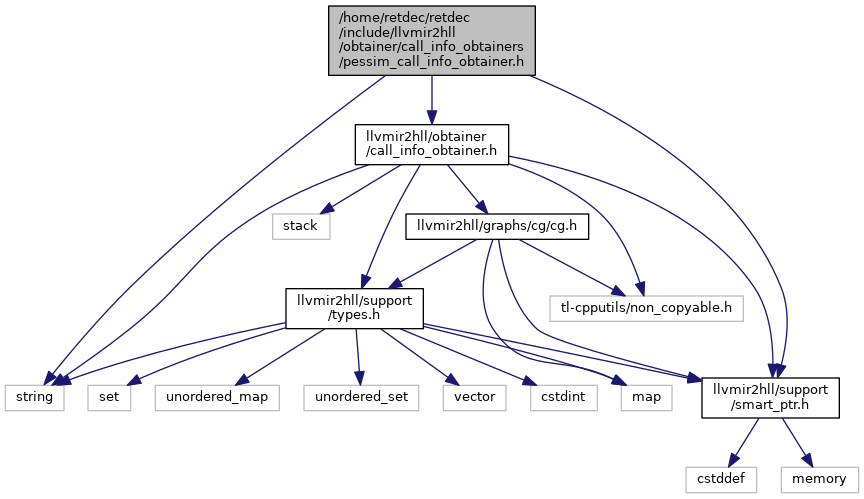 /home/retdec/retdec
/include/llvmir2hll
/obtainer/call_info_obtainers
/pessim_call_info_obtainer.h
llvmir2hll/obtainer
/call_info_obtainer.h
stack
llvmir2hll/graphs/cg/cg.h
llvmir2hll/support
/types.h
tl-cpputils/non_copyable.h
string
set
unordered_map
unordered_set
vector
cstdint
map
llvmir2hll/support
/smart_ptr.h
cstddef
memory